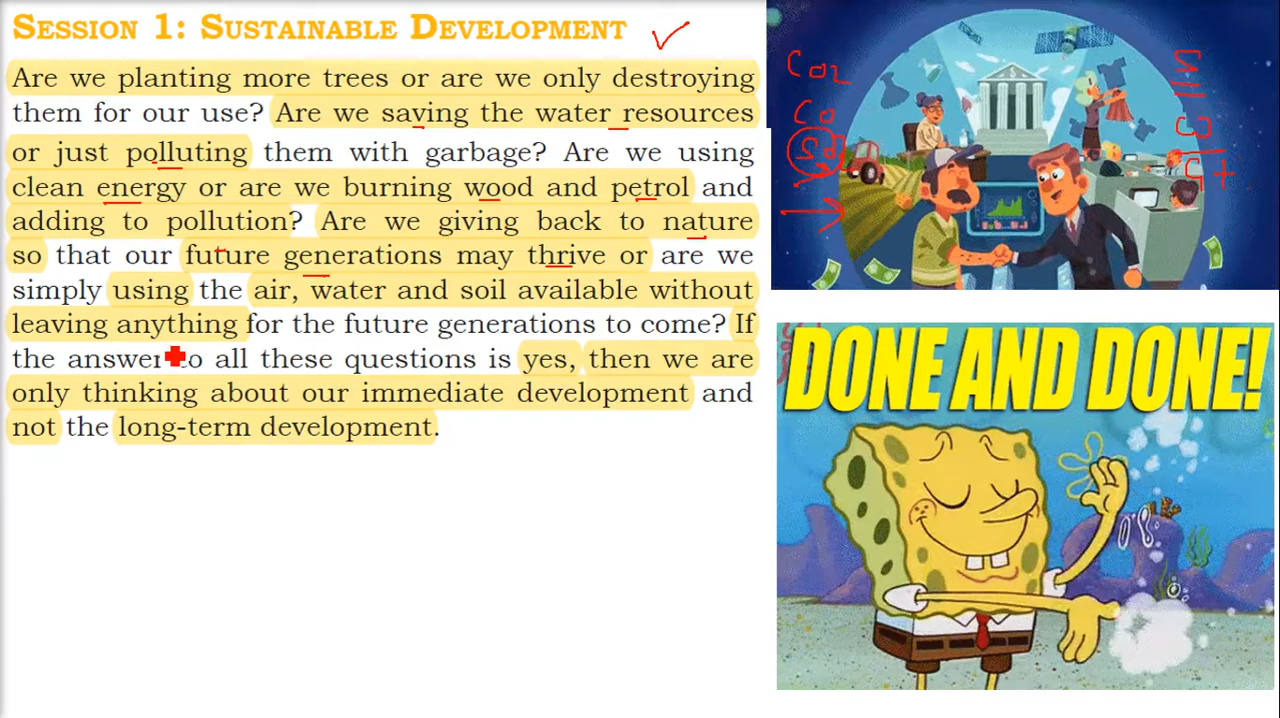 SESSION 1: SUSTAINABLE DEVELOPMENT
Are we planting more trees or are we only destroying
them for our use? Are we saving the water resources
or just polluting them with garbage? Are we using
clean energy or are we burning wood and petrol and
adding to pollution? Are we giving back to nature
so that our future generations may thrive or are we
simply using the air, water and soil available without
leaving anything for the future generations to come? If
the answer to all these questions is yes, then we are
only thinking about our immediate development and
not the long-term development.
CO2
CO
DONE AND DONE!